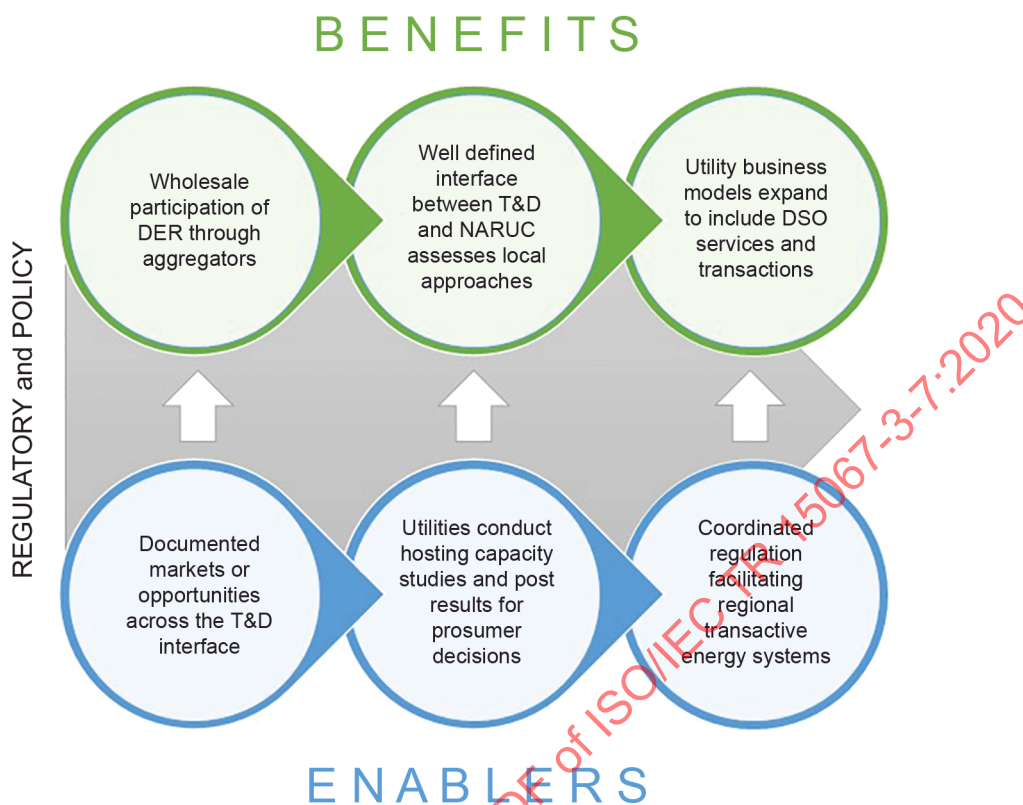 BENEFITS
Wholesale
participation of
DER through
aggregators
Well defined
interface
between T&D
and NARUC
assesses local
approaches
Utility business
models expand
to include DSO
services and
transactions
REGULATORY and POLICY
Documented
markets or
opportunities
across the T&D
interface
Utilities conduct
hosting capacity
studies and post
results for
prosumer
decisions
Coordinated
regulation
facilitating
regional
transactive
energy systems
ENABLERS
of ISO/IEC TR 15067-3-7:2020